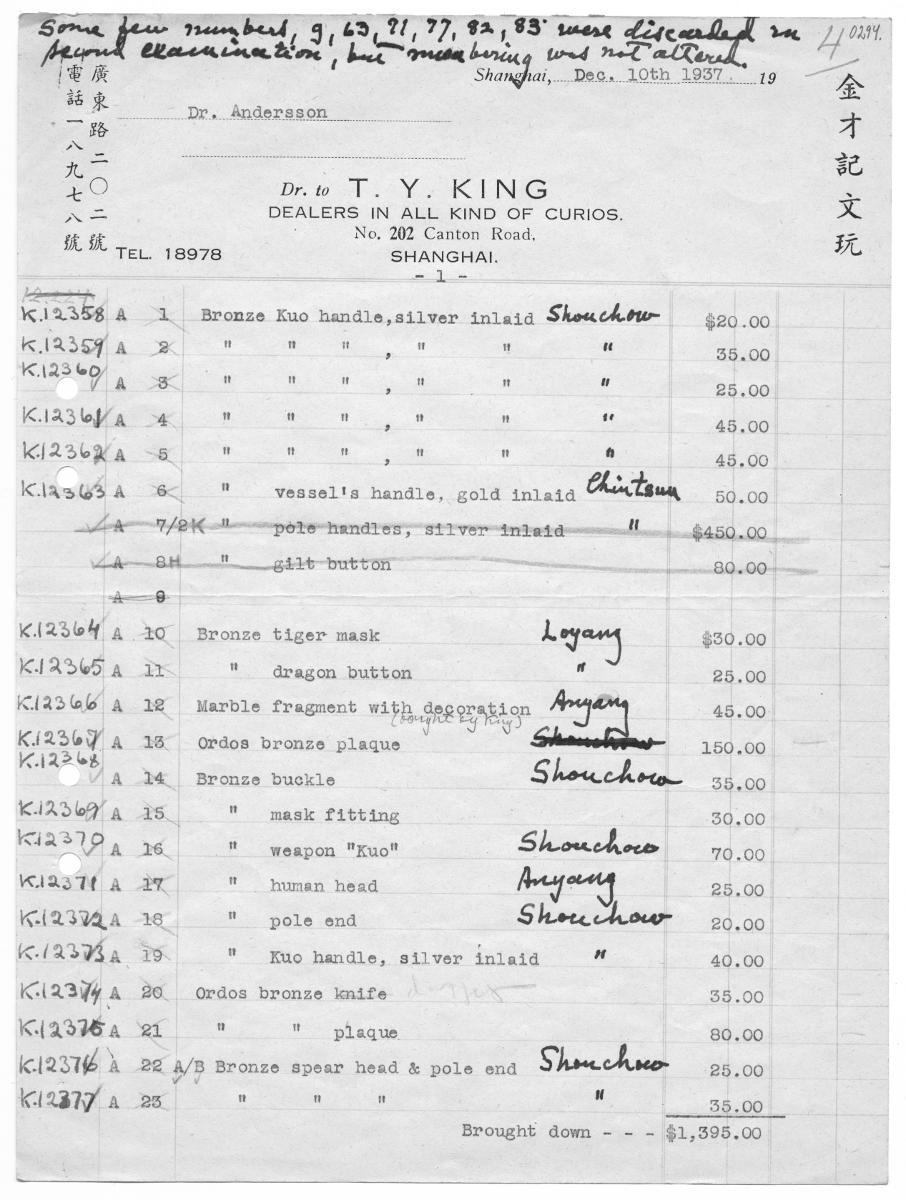 Some few numbers, 9, 63, 71, 77, 82, 83 were discarded in
second examination, but numbering was not altered.
4 0294.
Shanghai, Dec. 10th 1937. 19
廣東路二〇二號
電話一八九七八號
金才記文玩
Dr. Andersson
Dr. to T. Y. KING
DEALERS IN ALL KIND OF CURIOS.
No. 202 Canton Road,
TEL. 18978 SHANGHAI.
- 1 -
K.12358 A 1 Bronze Kuo handle,silver inlaid Shouchow $20.00
K.12359 A 2 " " " , " " " 35.00
K.12360 A 3 " " " , " " " 25.00
K.12361 A 4 " " " , " " " 45.00
K.12362 A 5 " " " , " " " 45.00
K.12363 A 6 " vessel's handle, gold inlaid Chintsun 50.00
A 7/2K " pole handles, silver inlaid " $450.00
A 8H " gilt button 80.00
A 9
K.12364 A 10 Bronze tiger mask Loyang $30.00
K.12365 A 11 " dragon button " 25.00
K.12366 A 12 Marble fragment with decoration Anyang 45.00
(bought by King)
K.12367 A 13 Ordos bronze plaque Shouchow 150.00
K.12368 A 14 Bronze buckle Shouchow 35.00
K.12369 A 15 " mask fitting 30.00
K.12370 A 16 " weapon "Kuo" Shouchow 70.00
K.12371 A 17 " human head Anyang 25.00
K.12372 A 18 " pole end Shouchow 20.00
K.12373 A 19 " Kuo handle, silver inlaid " 40.00
K.12374 A 20 Ordos bronze knife 35.00
K.12375 A 21 " " plaque 80.00
K.12376 A 22 A/B Bronze spear head & pole end Shouchow 25.00
K.12377 A 23 " " " " 35.00
Brought down - - - $1,395.00